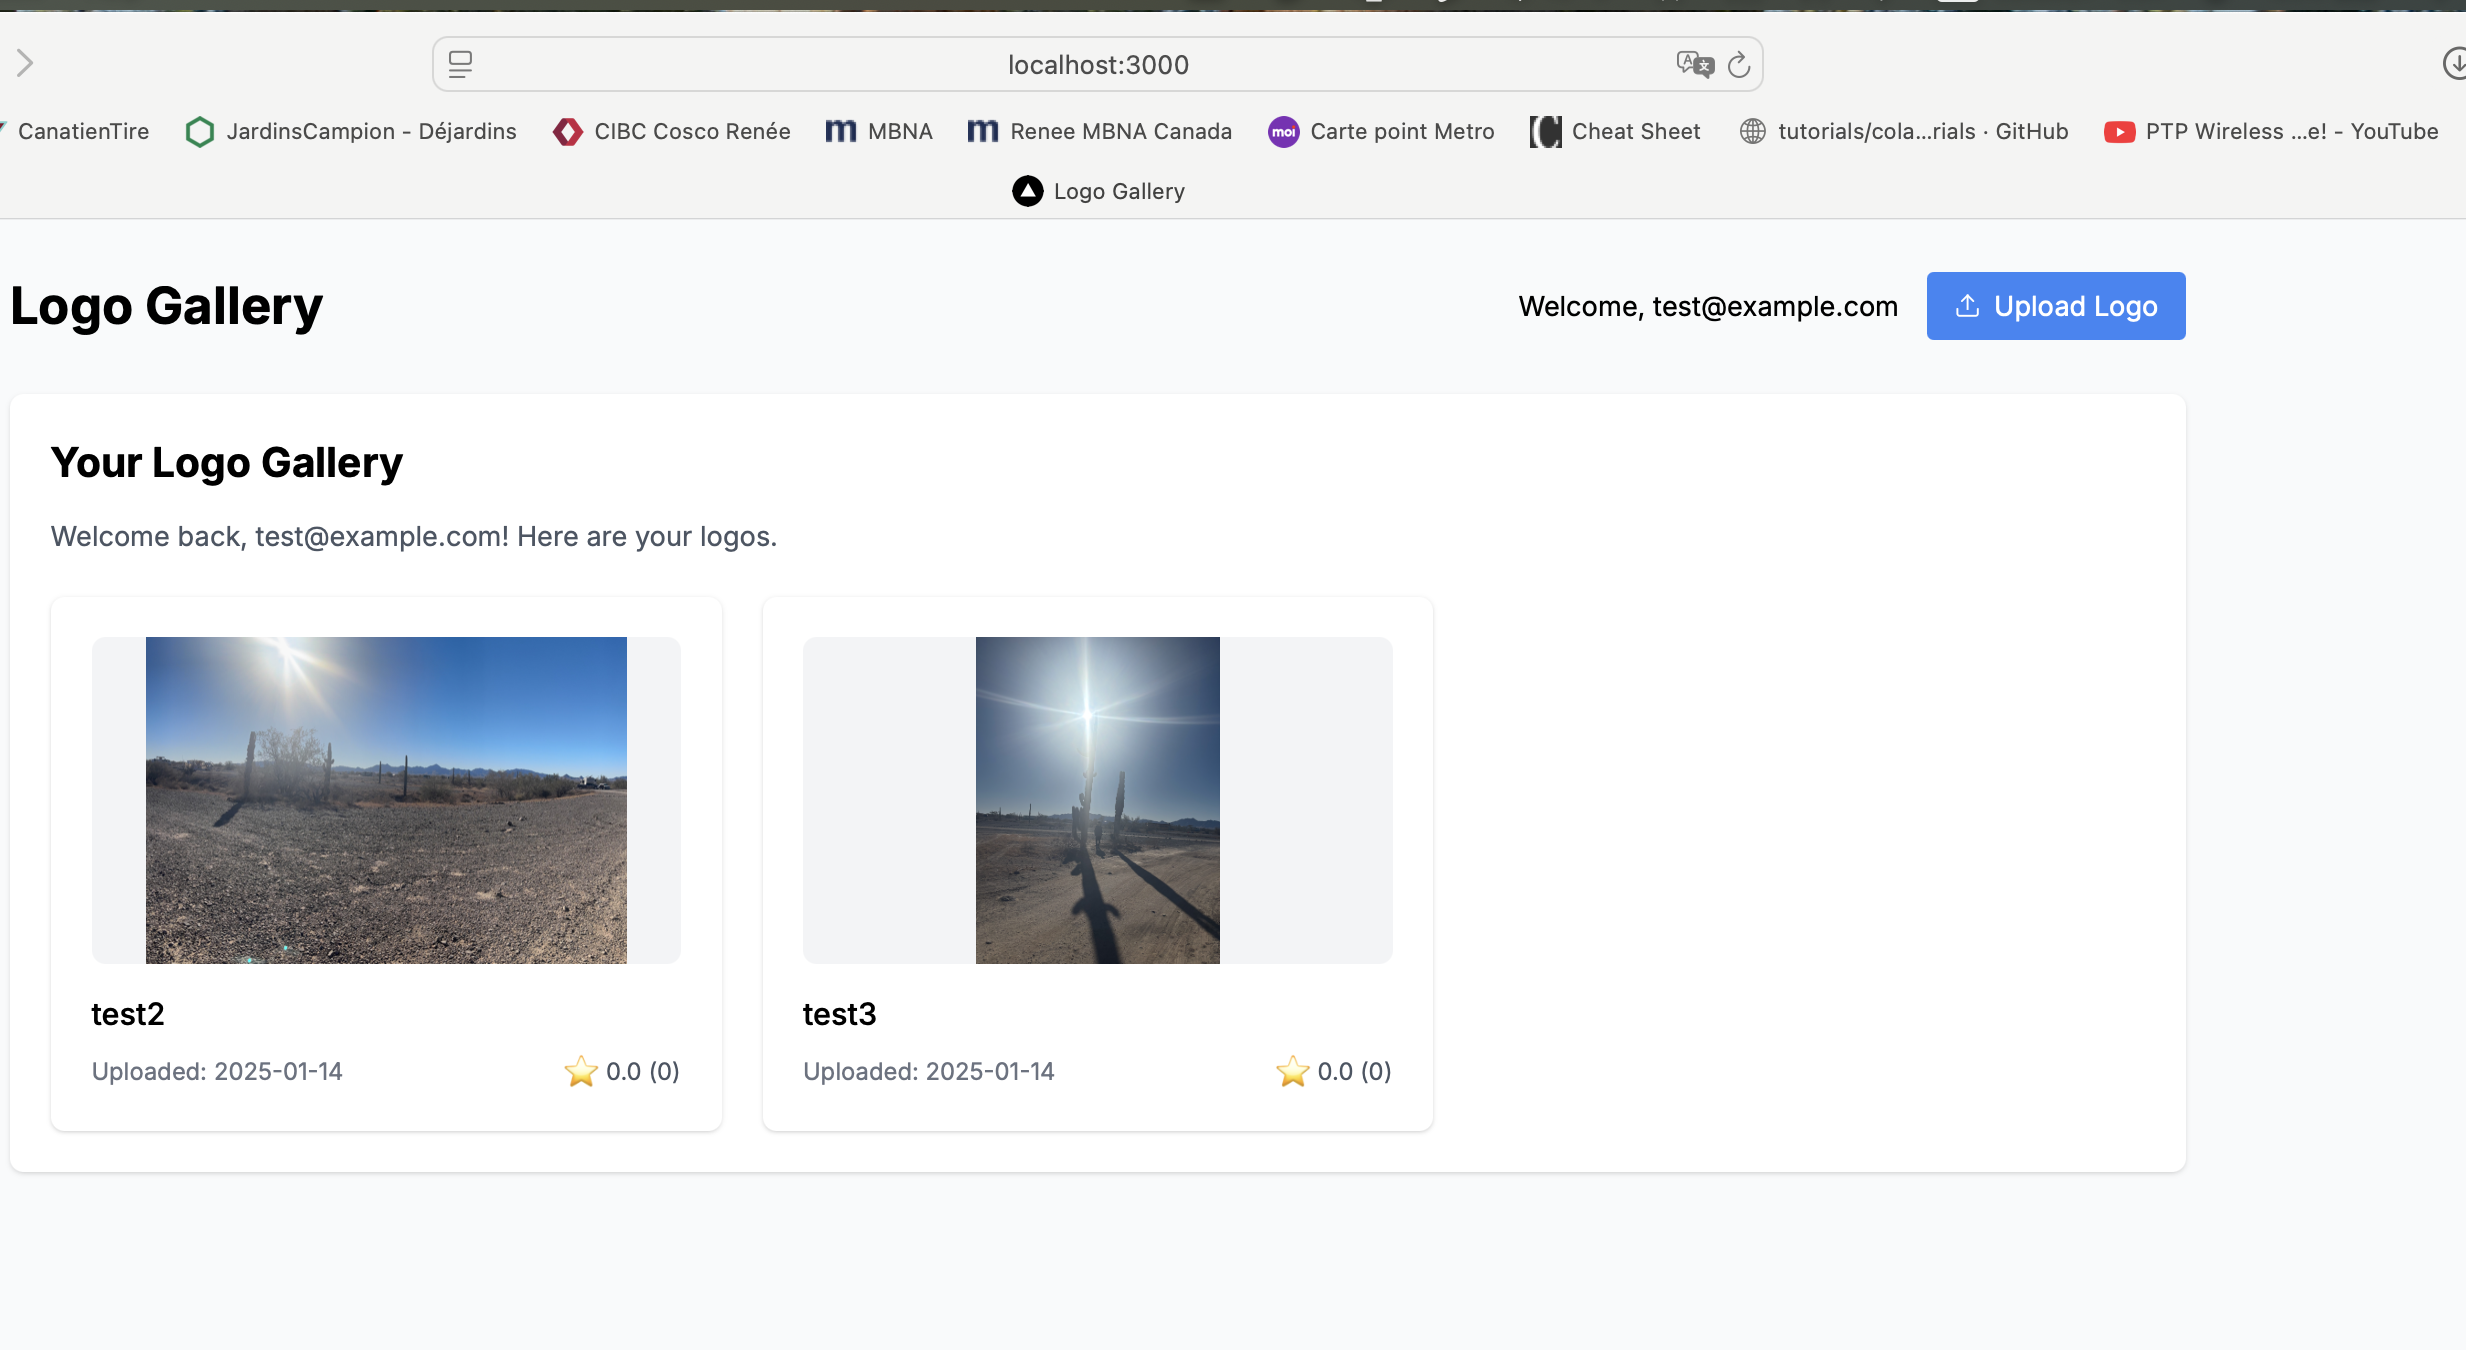 localhost:3000
CanatienTire JardinsCampion - Déjardins CIBC Cosco Renée MBNA Renee MBNA Canada moi Carte point Metro Cheat Sheet tutorials/cola...rials · GitHub PTP Wireless ...e! - YouTube
Logo Gallery
Logo Gallery
Welcome, test@example.com
Upload Logo
Your Logo Gallery
Welcome back, test@example.com! Here are your logos.
test2
Uploaded: 2025-01-14 ⭐ 0.0 (0)
test3
Uploaded: 2025-01-14 ⭐ 0.0 (0)